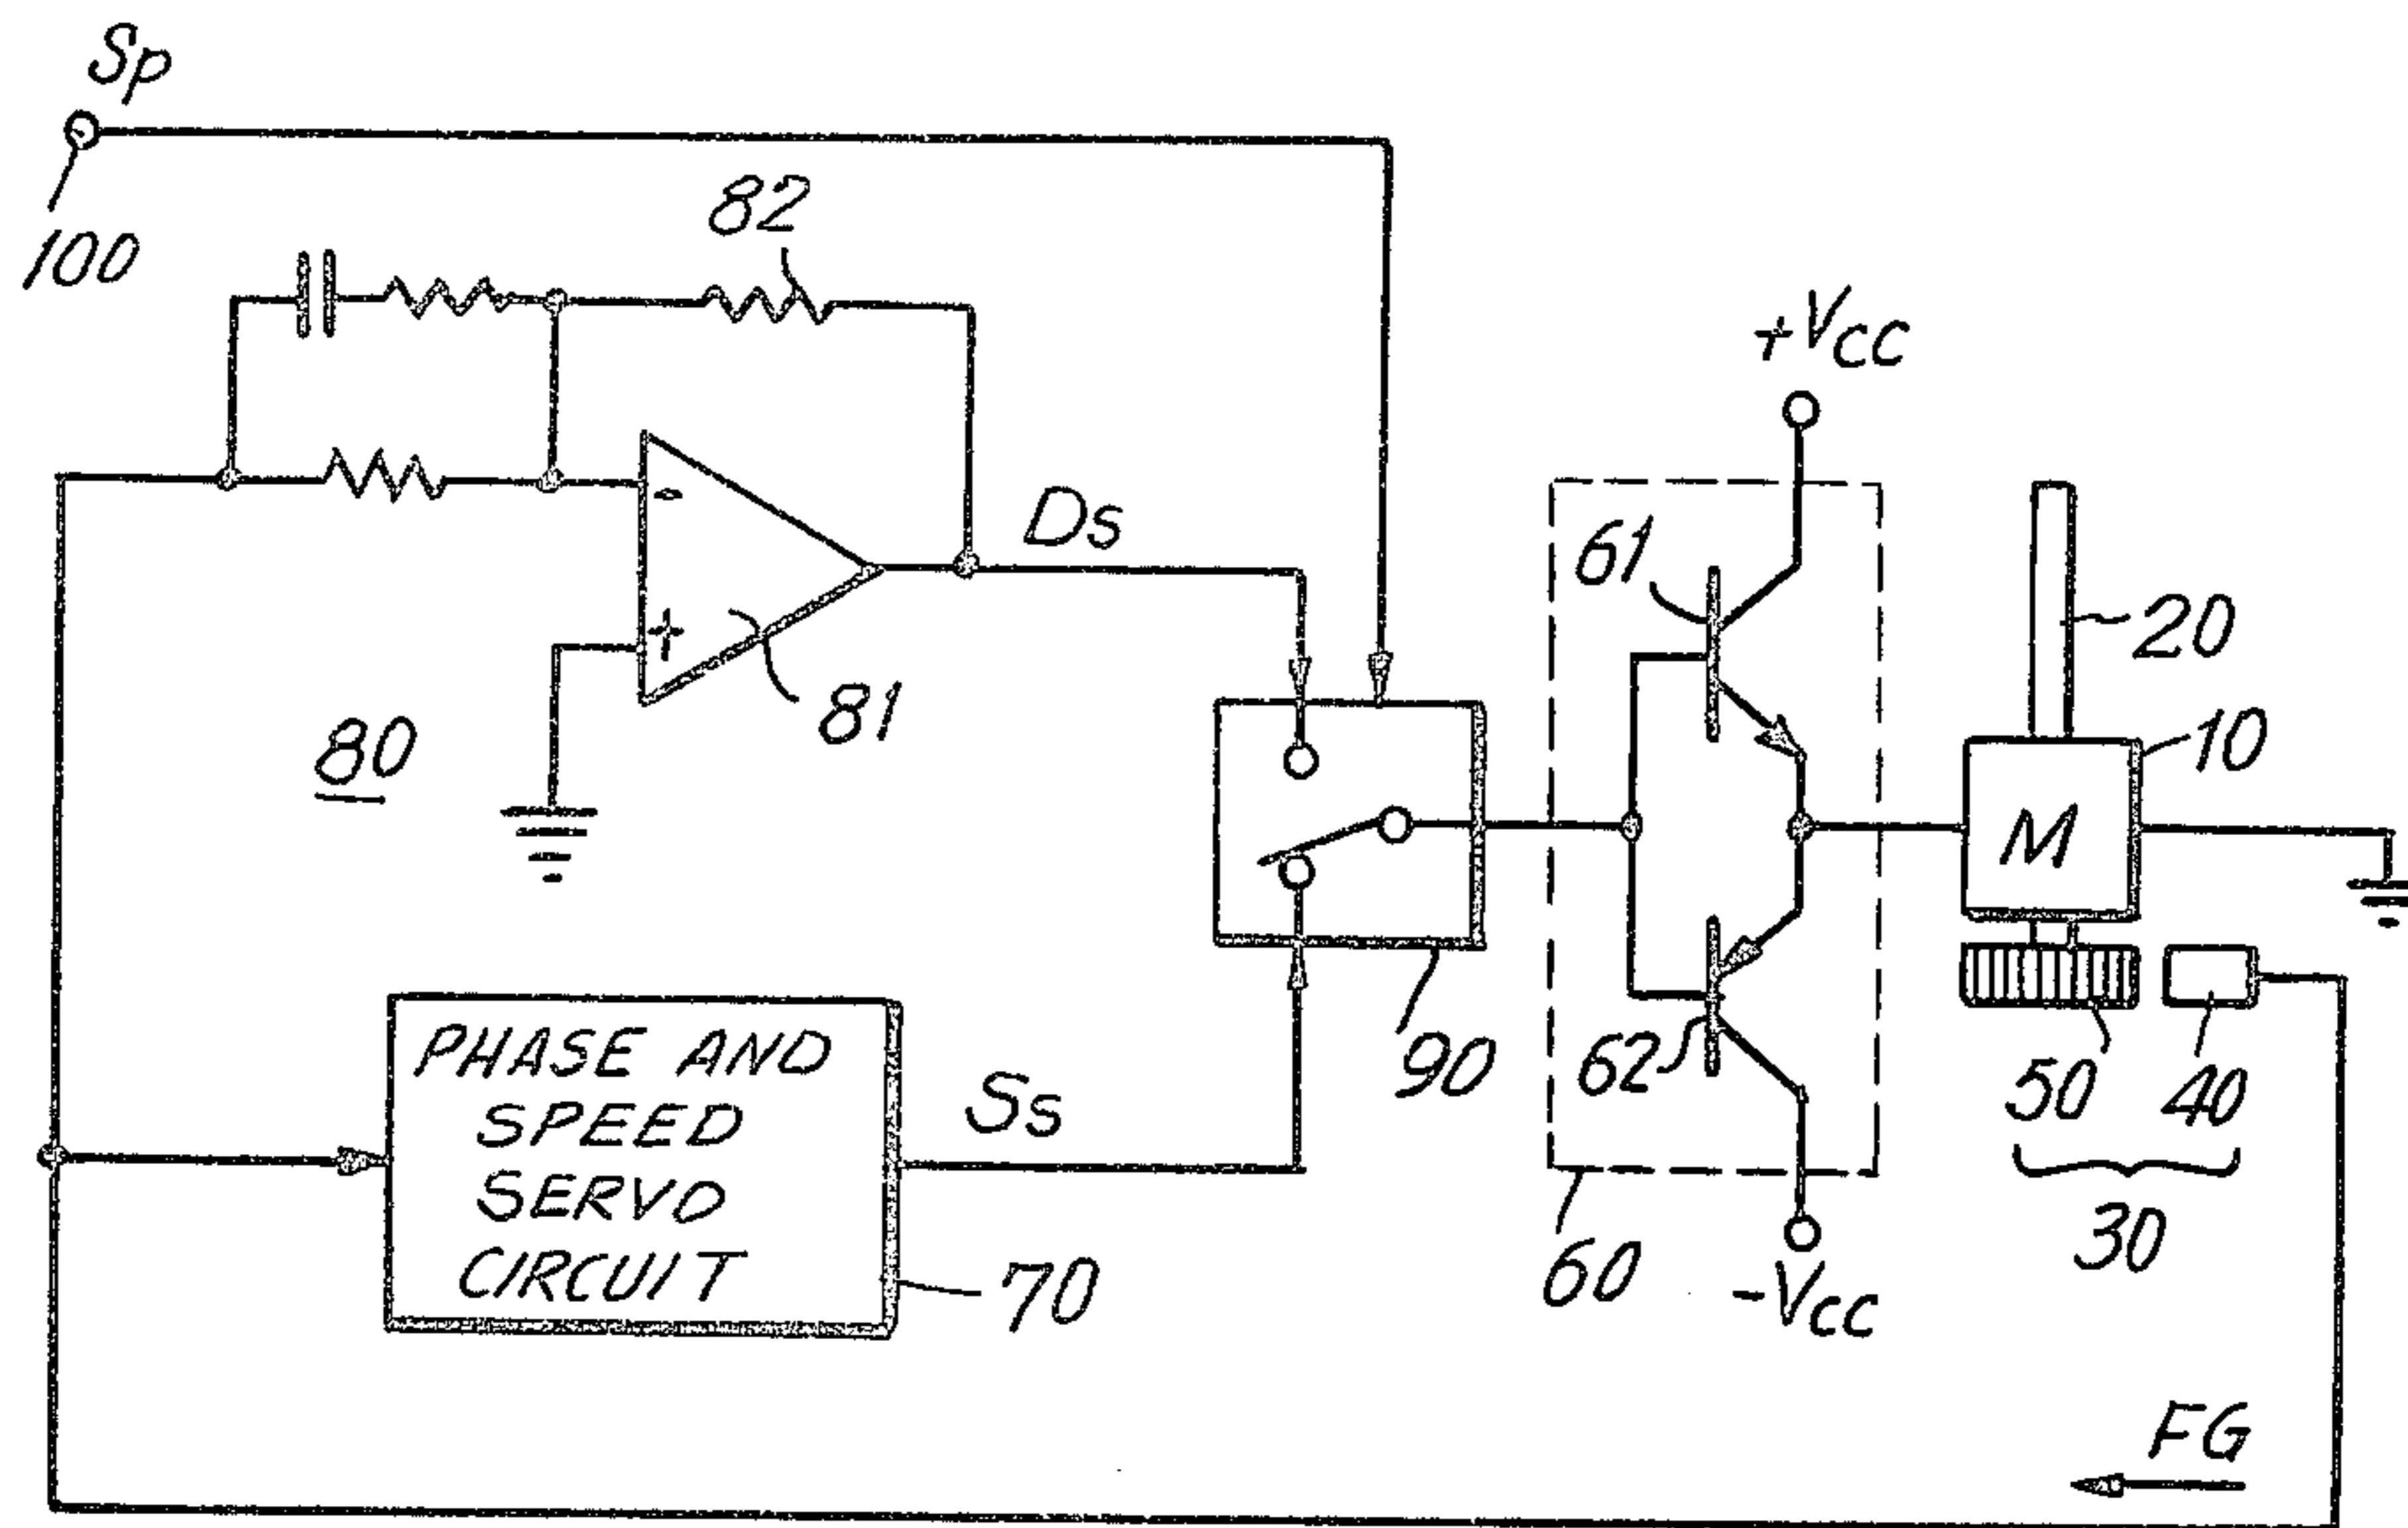 Sp
100
82
+Vcc
-
+
Ds
61
20
81
80
10
M
90
62
50
40
30
PHASE AND
SPEED
SERVO
CIRCUIT
Ss
70
60
-Vcc
FG